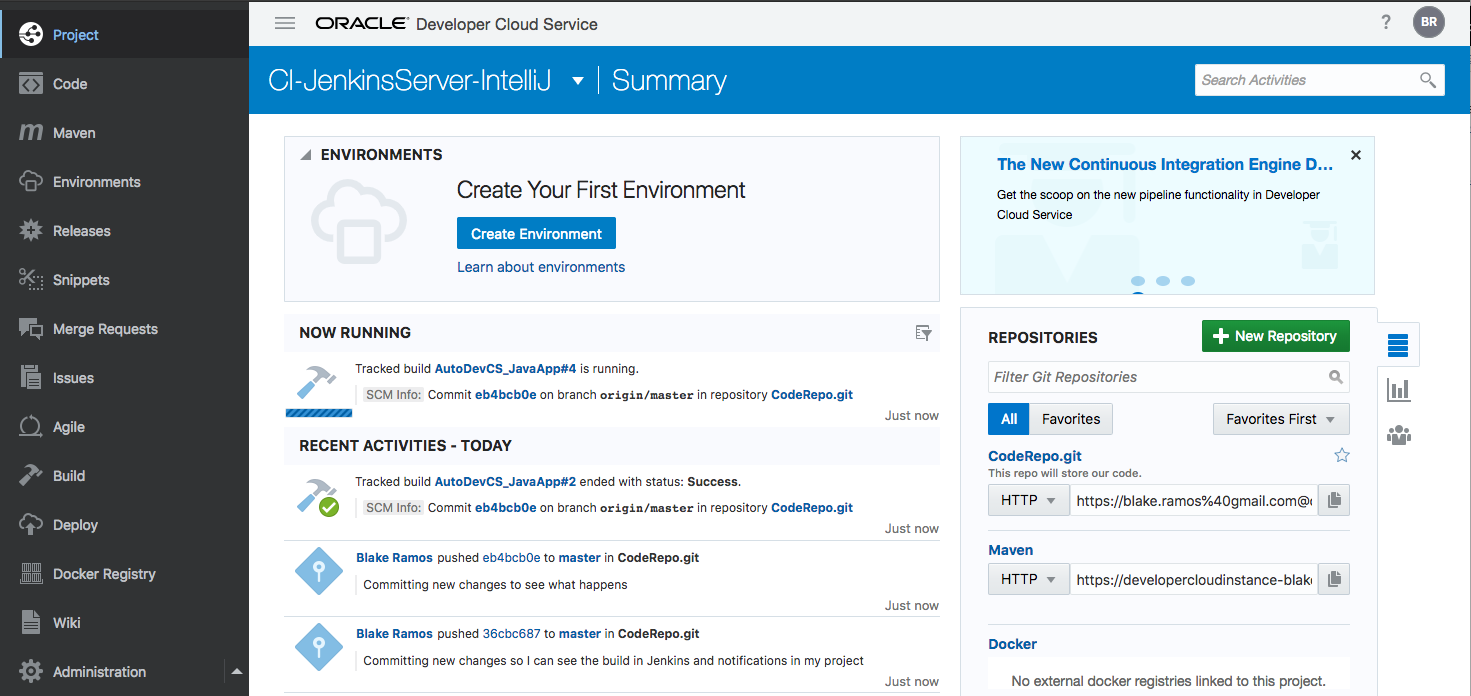 Project
Code
Maven
Environments
Releases
Snippets
Merge Requests
Issues
Agile
Build
Deploy
Docker Registry
Wiki
Administration
ORACLE Developer Cloud Service
? BR
CI-JenkinsServer-IntelliJ Summary
Search Activities
ENVIRONMENTS
Create Your First Environment
Create Environment
Learn about environments
NOW RUNNING
Tracked build AutoDevCS_JavaApp#4 is running.
SCM Info: Commit eb4bcb0e on branch origin/master in repository CodeRepo.git
Just now
RECENT ACTIVITIES - TODAY
Tracked build AutoDevCS_JavaApp#2 ended with status: Success.
SCM Info: Commit eb4bcb0e on branch origin/master in repository CodeRepo.git
Just now
Blake Ramos pushed eb4bcb0e to master in CodeRepo.git
Committing new changes to see what happens
Just now
Blake Ramos pushed 36cbc687 to master in CodeRepo.git
Committing new changes so I can see the build in Jenkins and notifications in my project
Just now
The New Continuous Integration Engine D...
Get the scoop on the new pipeline functionality in Developer
Cloud Service
REPOSITORIES
New Repository
Filter Git Repositories
All Favorites Favorites First
CodeRepo.git
This repo will store our code.
HTTP https://blake.ramos%40gmail.com@
Maven
HTTP https://developercloudinstance-blak
Docker
No external docker registries linked to this project.